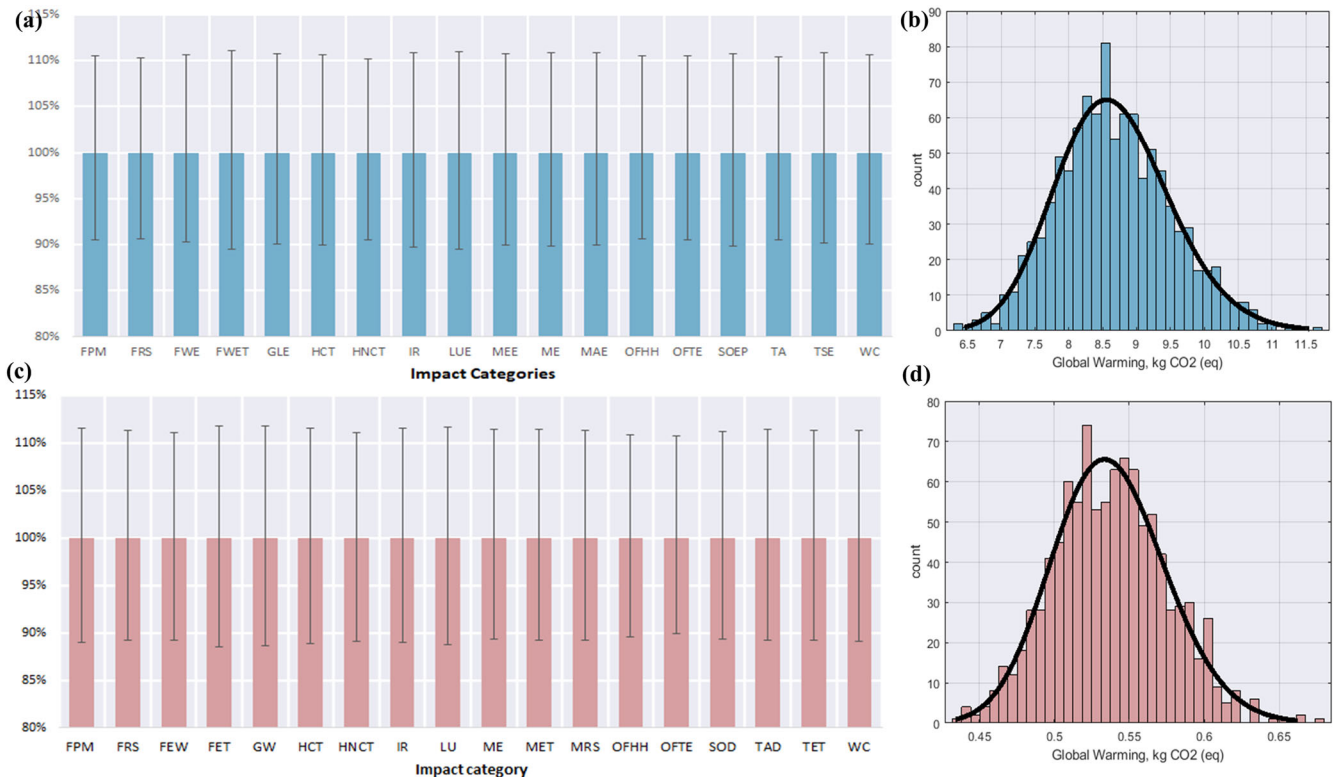 (a)
115%
110%
105%
100%
95%
90%
85%
80%
FPM FRS FWE FWET GLE HCT HNCT IR LUE MEE ME MAE OFHH OFTE SOEP TA TSE WC
Impact Categories
(b)
90
80
70
60
50
40
30
20
10
0
count
6.5 7 7.5 8 8.5 9 9.5 10 10.5 11 11.5
Global Warming, kg CO2 (eq)
(c)
115%
110%
105%
100%
95%
90%
85%
80%
FPM FRS FEW FET GW HCT HNCT IR LU ME MET MRS OFHH OFTE SOD TAD TET WC
Impact category
(d)
80
70
60
50
40
30
20
10
0
count
0.45 0.5 0.55 0.6 0.65
Global Warming, kg CO2 (eq)